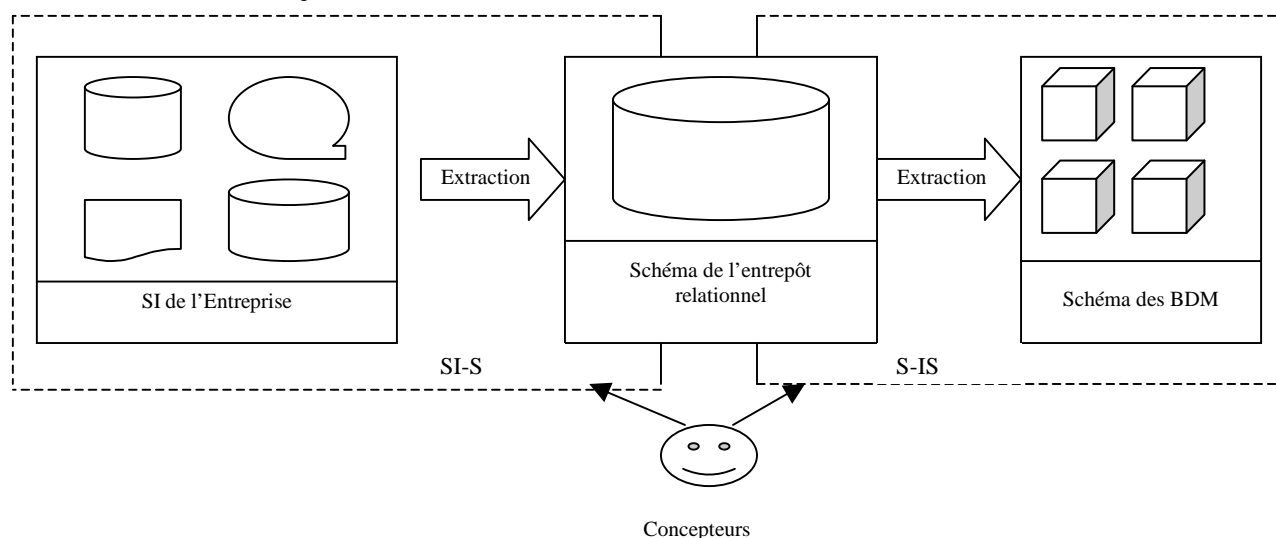 Extraction
Extraction
SI de l'Entreprise
Schéma de l'entrepôt
relationnel
Schéma des BDM
SI-S
S-IS
Concepteurs